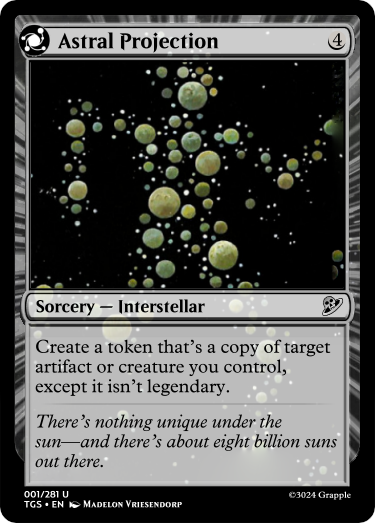 Astral Projection 4
Sorcery — Interstellar
Create a token that's a copy of target
artifact or creature you control,
except it isn't legendary.
There's nothing unique under the
sun—and there's about eight billion suns
out there.
001/281 U
TGS • EN Madelon Vriesendorp
©3024 Grapple